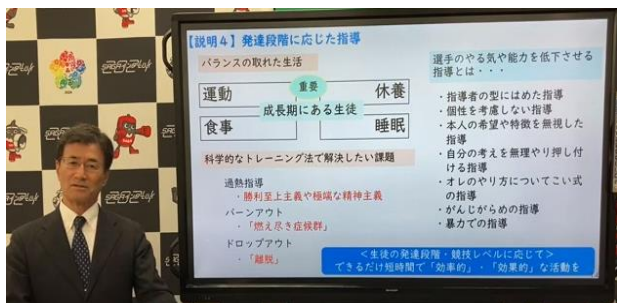 【説明４】発達段階に応じた指導
バランスの取れた生活
運動
重要
休養
成長期にある生徒
食事
睡眠
科学的なトレーニング法で解決したい課題
過熱指導
・勝利至上主義や極端な精神主義
バーンアウト
・「燃え尽き症候群」
ドロップアウト
・「離脱」
選手のやる気や能力を低下させる
指導とは・・・
・指導者の型にはめた指導
・個性を考慮しない指導
・本人の希望や特徴を無視した
指導
・自分の考えを無理やり押し付
ける指導
・オレのやり方についてこい式
の指導
・がんじがらめの指導
・暴力での指導
＜生徒の発達段階・競技レベルに応じて＞
できるだけ短時間で「効率的」・「効果的」な活動を